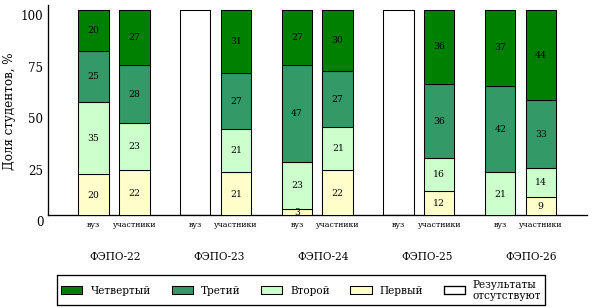 Доля студентов, %
100
75
50
25
0
20 27 31 27 30 36 37 44
25 28 27 47 27 36 42 33
35 23 21 23 21 16 21 14
20 22 21 3 22 12 9
вуз участники вуз участники вуз участники вуз участники вуз участники
ФЭПО-22 ФЭПО-23 ФЭПО-24 ФЭПО-25 ФЭПО-26
Четвертый Третий Второй Первый Результаты
отсутствуют